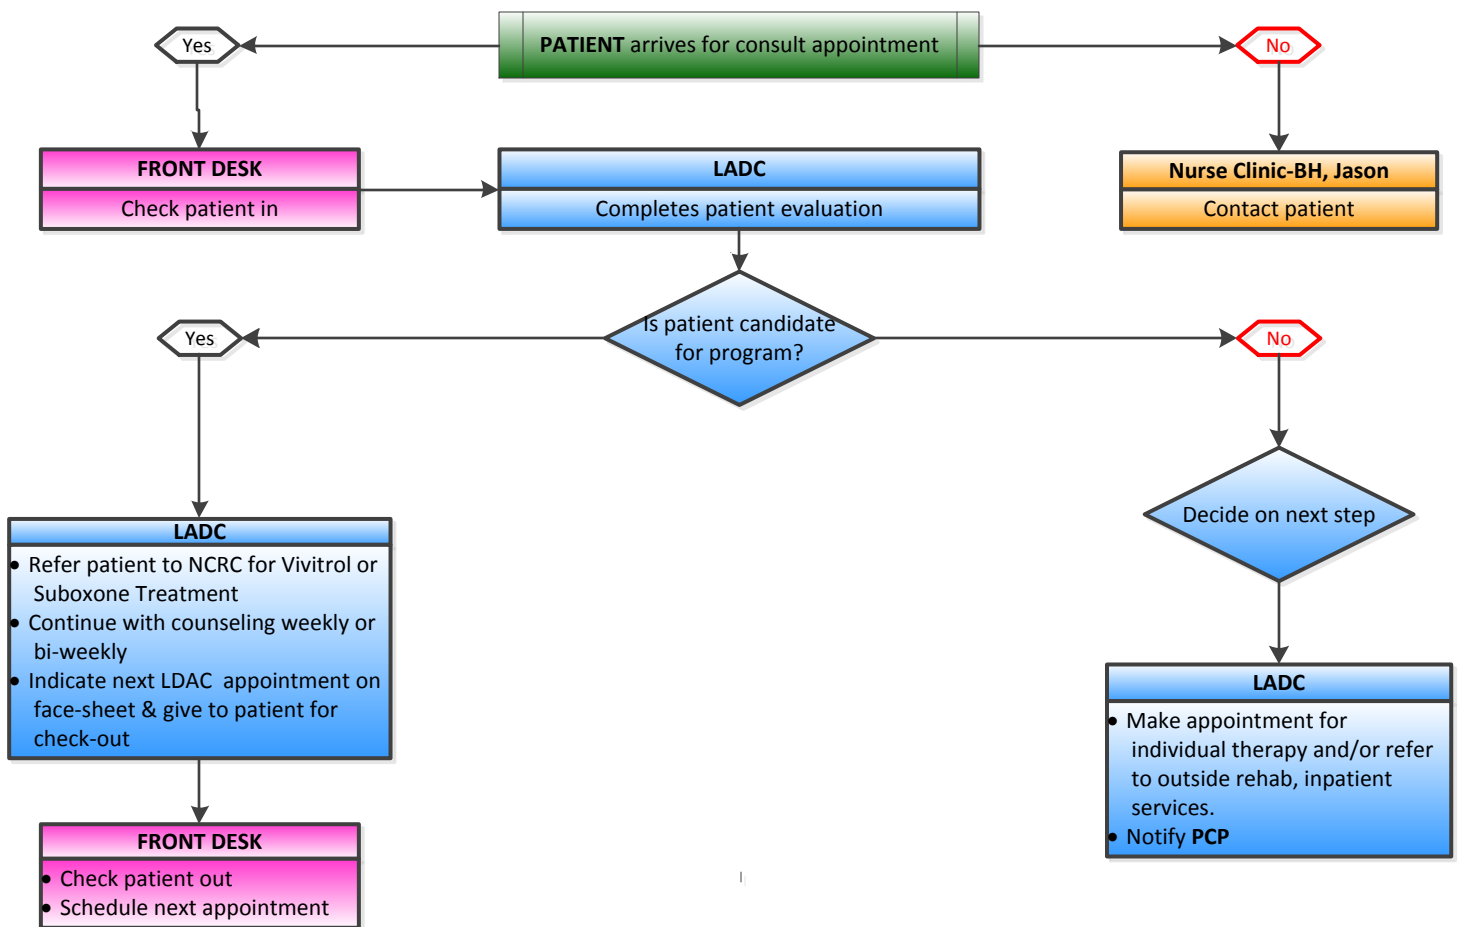 Yes
PATIENT arrives for consult appointment
No
FRONT DESK
Check patient in
LADC
Completes patient evaluation
Nurse Clinic-BH, Jason
Contact patient
Yes
Is patient candidate
for program?
No
Decide on next step
LADC
• Refer patient to NCRC for Vivitrol or
Suboxone Treatment
• Continue with counseling weekly or
bi-weekly
• Indicate next LDAC appointment on
face-sheet & give to patient for
check-out
LADC
• Make appointment for
individual therapy and/or refer
to outside rehab, inpatient
services.
• Notify PCP
FRONT DESK
• Check patient out
• Schedule next appointment